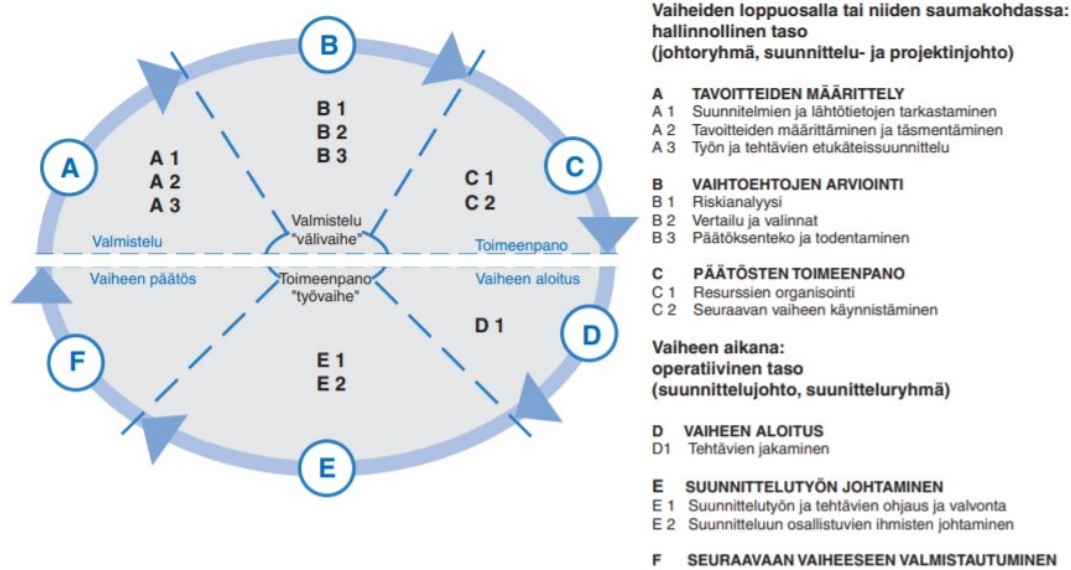 B
A
C
F
D
E
A 1
A 2
A 3
B 1
B 2
B 3
C 1
C 2
Valmistelu
Valmistelu
"välivaihe"
Toimeenpano
Vaiheen päätös
Toimeenpano
"työvaihe"
Vaiheen aloitus
D 1
E 1
E 2
Vaiheiden loppuosalla tai niiden saumakohdassa:
hallinnollinen taso
(johtoryhmä, suunnittelu- ja projektinjohto)
A TAVOITTEIDEN MÄÄRITTELY
A 1 Suunnitelmien ja lähtötietojen tarkastaminen
A 2 Tavoitteiden määrittäminen ja täsmentäminen
A 3 Työn ja tehtävien etukäteissuunnittelu
B VAIHTOEHTOJEN ARVIOINTI
B 1 Riskianalyysi
B 2 Vertailu ja valinnat
B 3 Päätöksenteko ja todentaminen
C PÄÄTÖSTEN TOIMEENPANO
C 1 Resurssien organisointi
C 2 Seuraavan vaiheen käynnistäminen
Vaiheen aikana:
operatiivinen taso
(suunnittelujohto, suunitteluryhmä)
D VAIHEEN ALOITUS
D1 Tehtävien jakaminen
E SUUNNITTELUTYÖN JOHTAMINEN
E 1 Suunnittelutyön ja tehtävien ohjaus ja valvonta
E 2 Suunnitteluun osallistuvien ihmisten johtaminen
F SEURAAVAAN VAIHEESEEN VALMISTAUTUMINEN